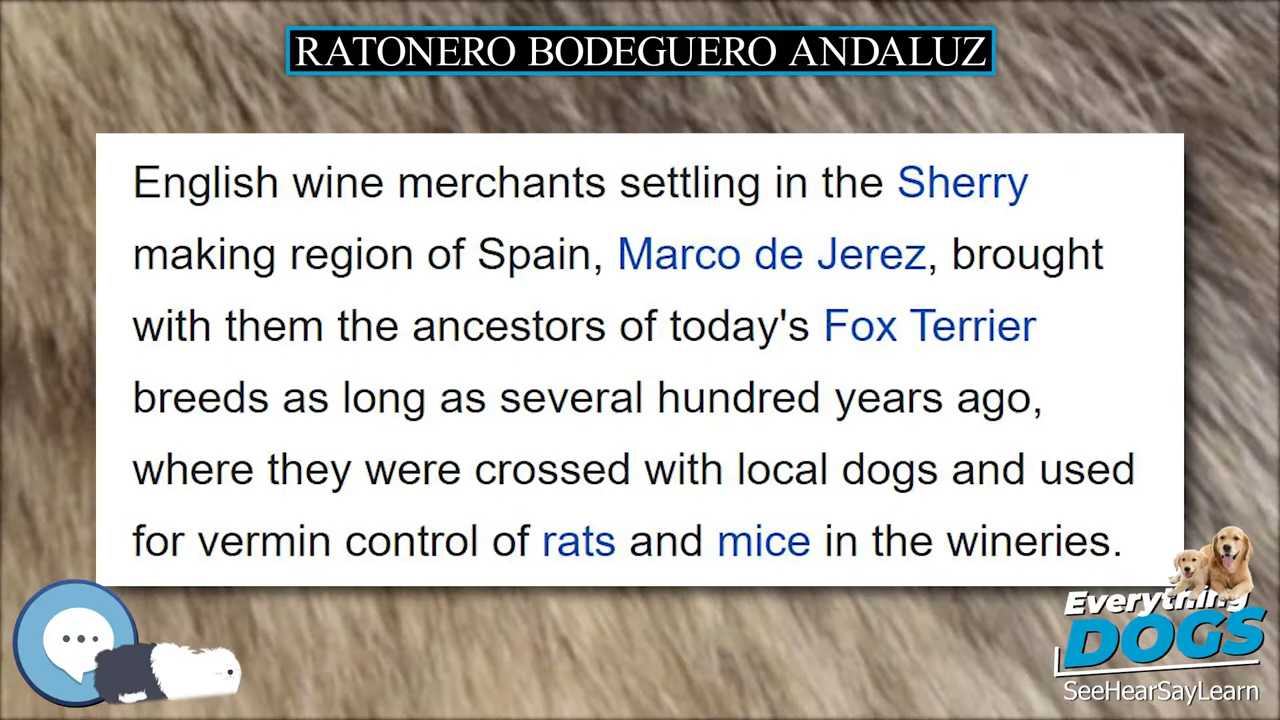 RATONERO BODEGUERO ANDALUZ
English wine merchants settling in the Sherry
making region of Spain, Marco de Jerez, brought
with them the ancestors of today's Fox Terrier
breeds as long as several hundred years ago,
where they were crossed with local dogs and used
for vermin control of rats and mice in the wineries.
Everything
DOGS
SeeHearSayLearn